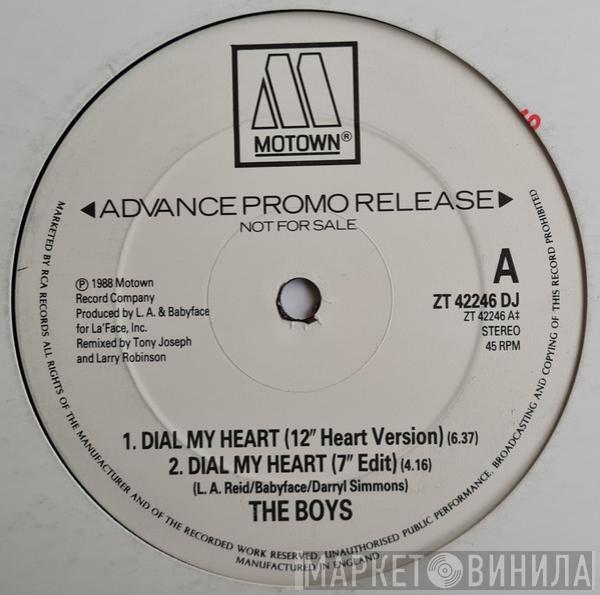 MOTOWN®
◀ADVANCE PROMO RELEASE▶
NOT FOR SALE
A
ZT 42246 DJ
ZT 42246 A‡
STEREO
45 RPM
℗ 1988 Motown
Record Company
Produced by L. A. & Babyface
for La'Face, Inc.
Remixed by Tony Joseph
and Larry Robinson
1. DIAL MY HEART (12" Heart Version) (6.37)
2. DIAL MY HEART (7" Edit) (4.16)
(L. A. Reid/Babyface/Darryl Simmons)
THE BOYS
MARKETED BY RCA RECORDS ALL RIGHTS OF THE MANUFACTURER AND OF THE RECORDED WORK RESERVED, UNAUTHORISED PUBLIC PERFORMANCE, BROADCASTING AND COPYING OF THIS RECORD PROHIBITED
MANUFACTURED IN ENGLAND
МАРКЕТ ВИНИЛА